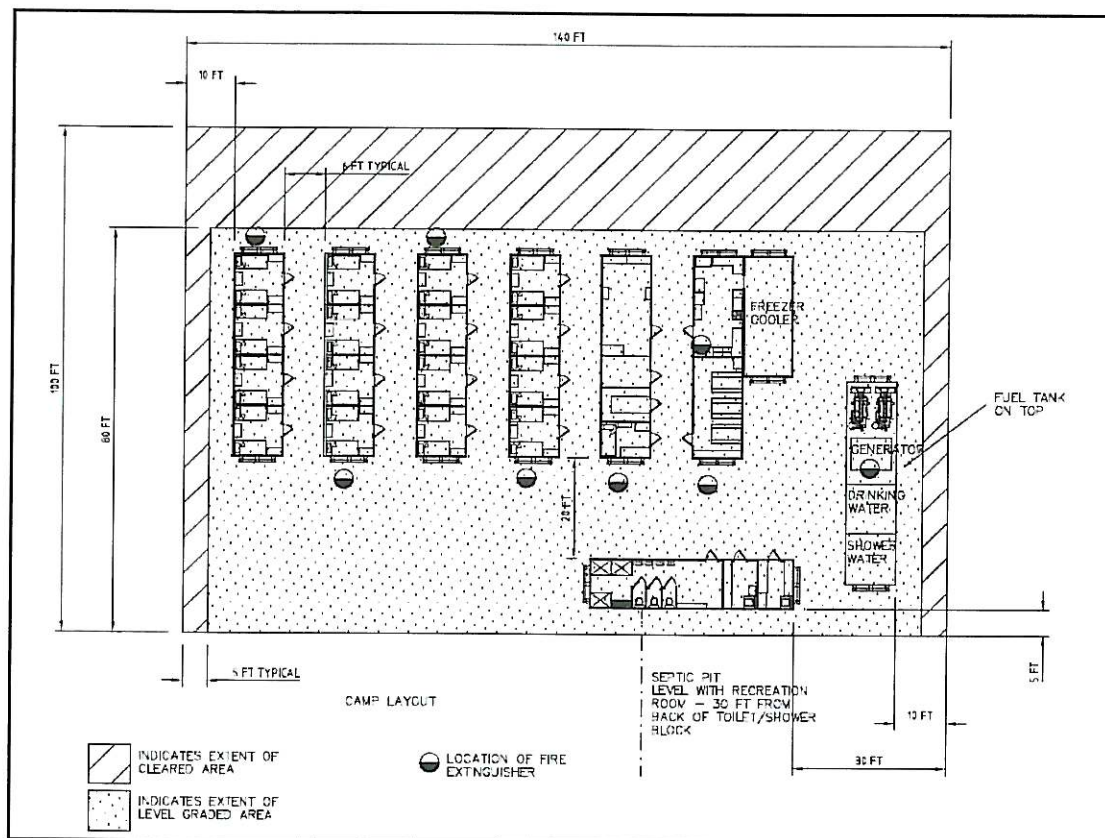 140 FT
10 FT
FT TYPICAL
100 FT
80 FT
FREEZER
COOLER
FUEL TANK
ON TOP
GENERATOR
DRINKING
WATER
SHOWER
WATER
20 FT
5 FT TYPICAL
CAMP LAYOUT
SEPTIC PIT
LEVEL WITH RECREATION
ROOM – 30 FT FROM
BACK OF TOILET/SHOWER
BLOCK
5 FT
10 FT
30 FT
INDICATES EXTENT OF
CLEARED AREA
LOCATION OF FIRE
EXTINGUISHER
INDICATES EXTENT OF
LEVEL GRADED AREA